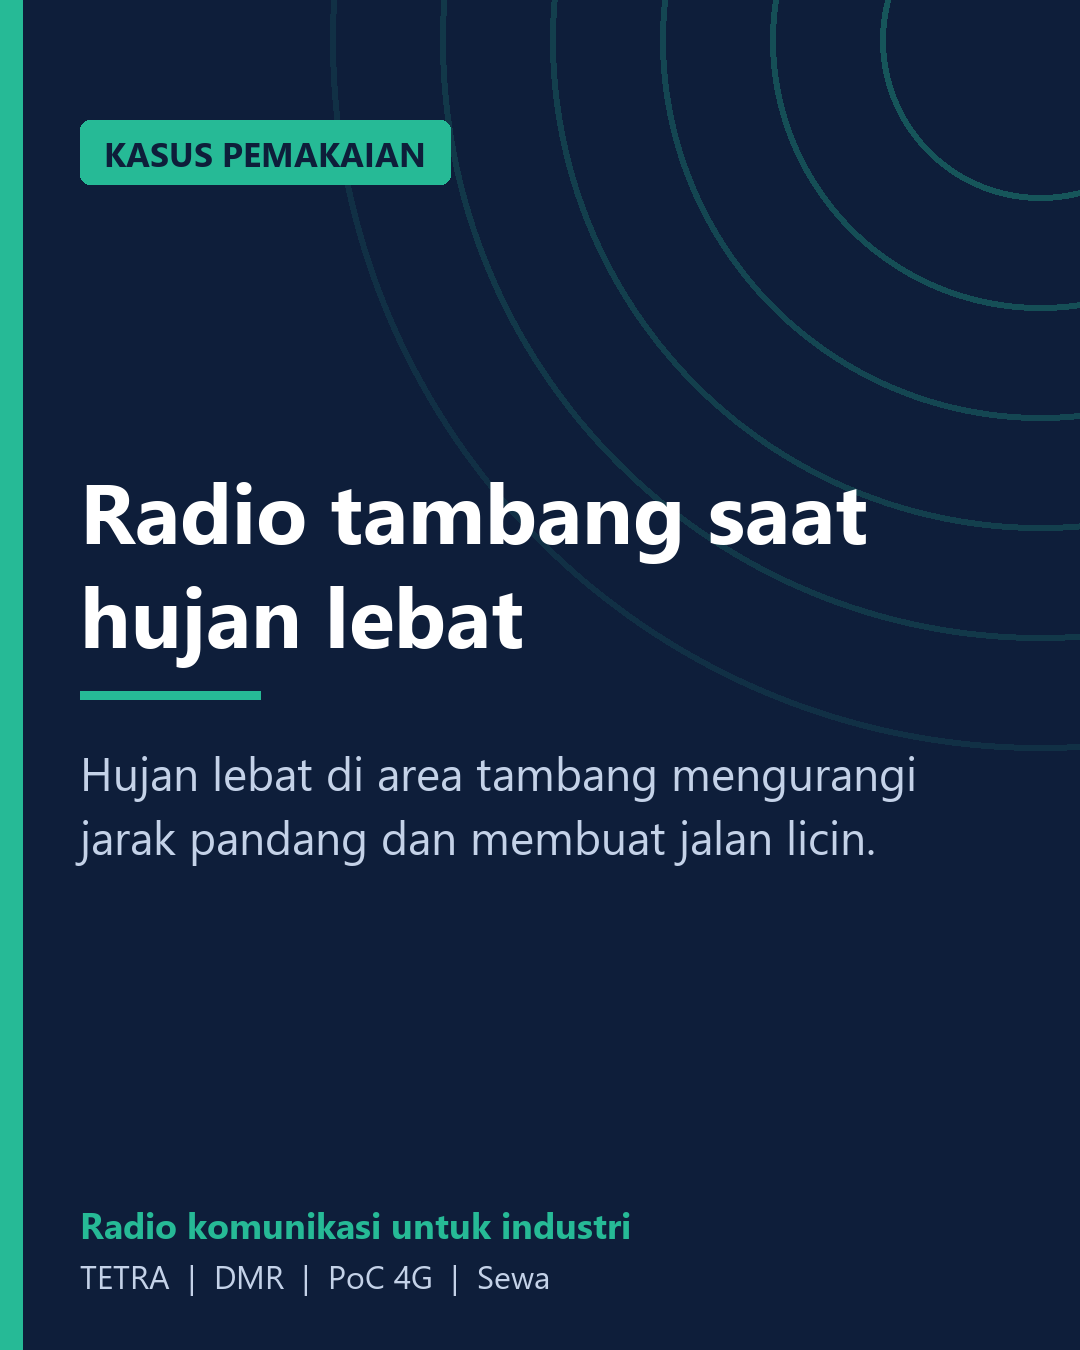 KASUS PEMAKAIAN
Radio tambang saat
hujan lebat
Hujan lebat di area tambang mengurangi
jarak pandang dan membuat jalan licin.
Radio komunikasi untuk industri
TETRA | DMR | PoC 4G | Sewa